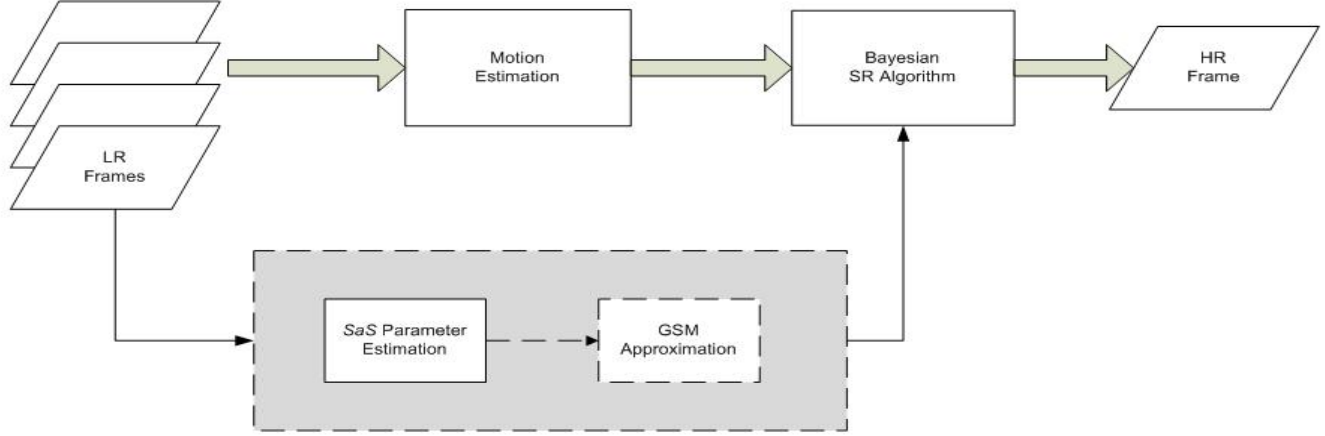 Motion
Estimation
Bayesian
SR Algorithm
HR
Frame
LR
Frames
SaS Parameter
Estimation
GSM
Approximation